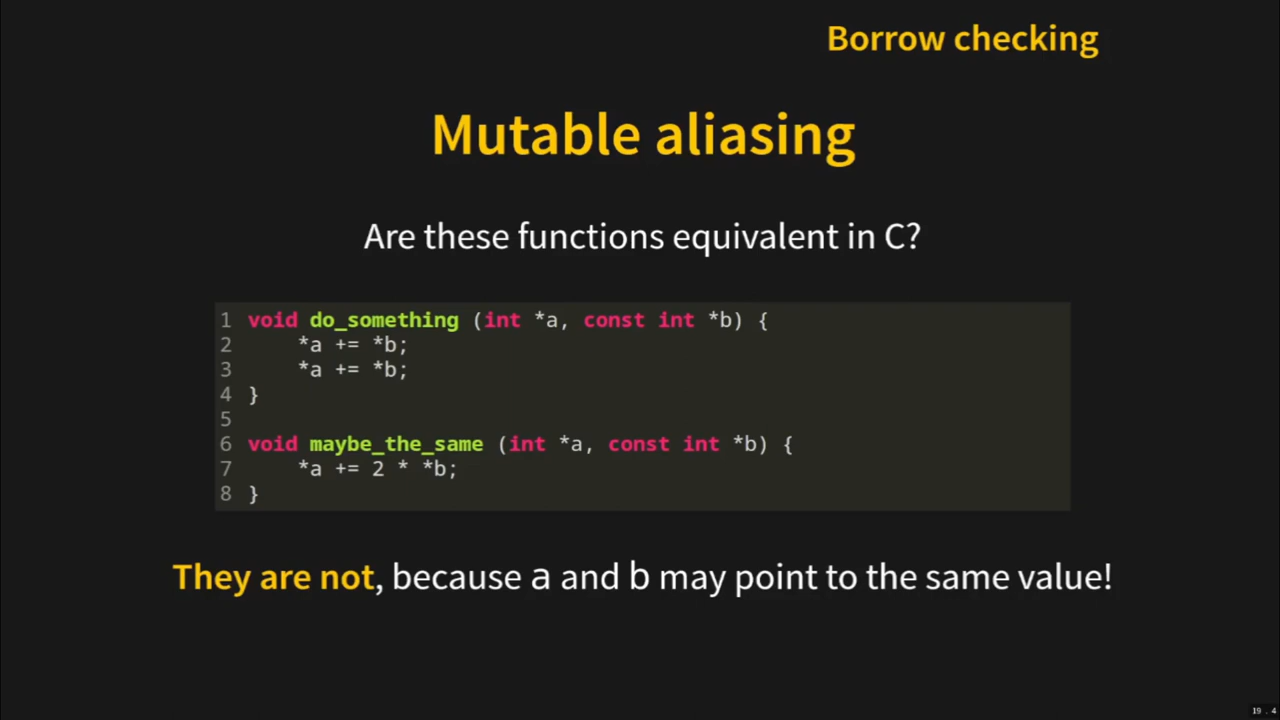 Borrow checking
Mutable aliasing
Are these functions equivalent in C?
1 void do_something (int *a, const int *b) {
2     *a += *b;
3     *a += *b;
4 }
5
6 void maybe_the_same (int *a, const int *b) {
7     *a += 2 * *b;
8 }
They are not, because a and b may point to the same value!
19 . 4